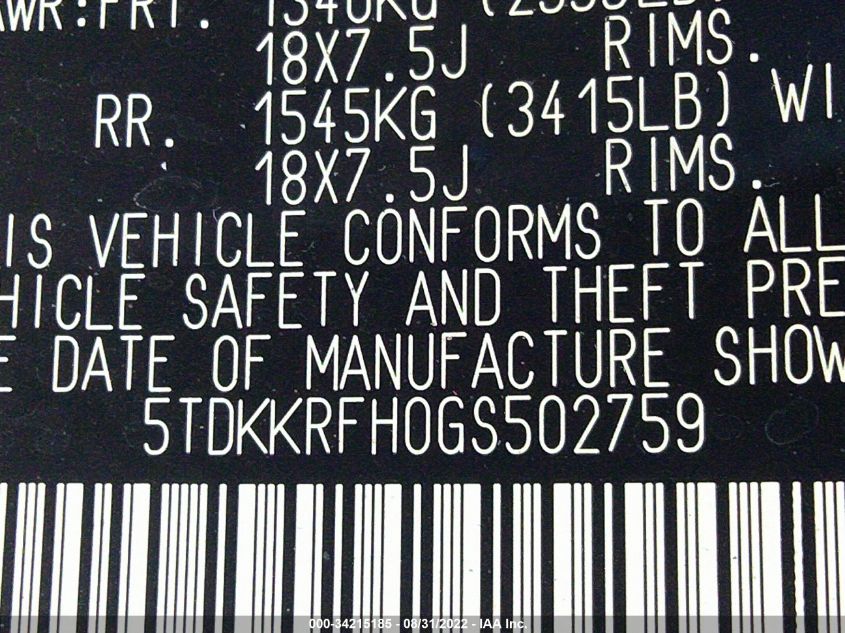 18X7.5J RIMS.
RR. 1545KG (3415LB) WI
18X7.5J RIMS.
IS VEHICLE CONFORMS TO ALL
HICLE SAFETY AND THEFT PRE
E DATE OF MANUFACTURE SHOW
5TDKKRFH0GS502759
000-34215185 - 08/31/2022 - IAA Inc.